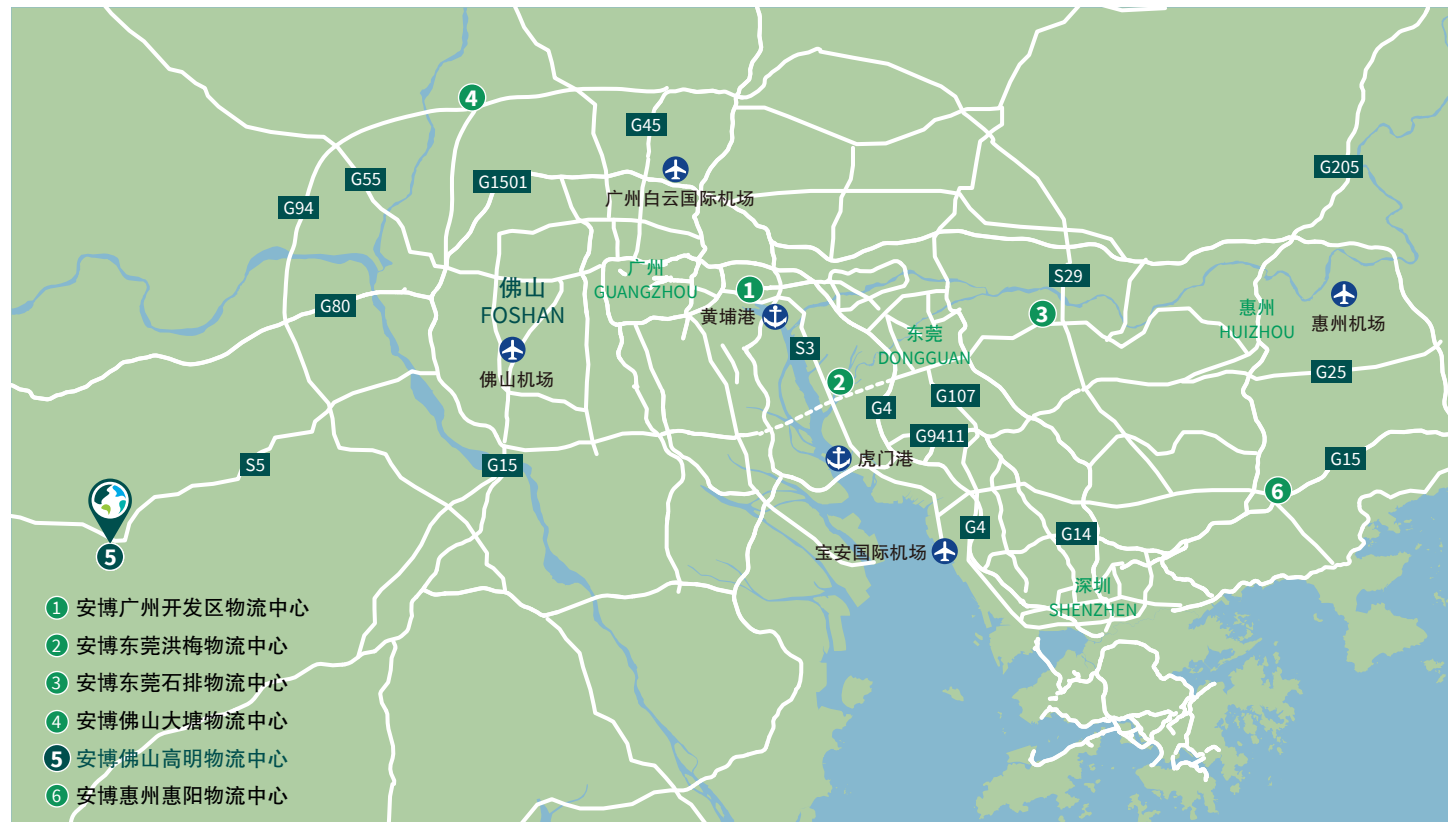 4
G45
G55
G1501
G205
广州白云国际机场
G94
广州
GUANGZHOU
S29
佛山
FOSHAN
1
G80
黄埔港
3
惠州
HUIZHOU
惠州机场
东莞
DONGGUAN
S3
佛山机场
2
G25
G107
G4
G9411
虎门港
S5
G15
G15
6
G4
G14
5
宝安国际机场
深圳
SHENZHEN
1 安博广州开发区物流中心
2 安博东莞洪梅物流中心
3 安博东莞石排物流中心
4 安博佛山大塘物流中心
5 安博佛山高明物流中心
6 安博惠州惠阳物流中心